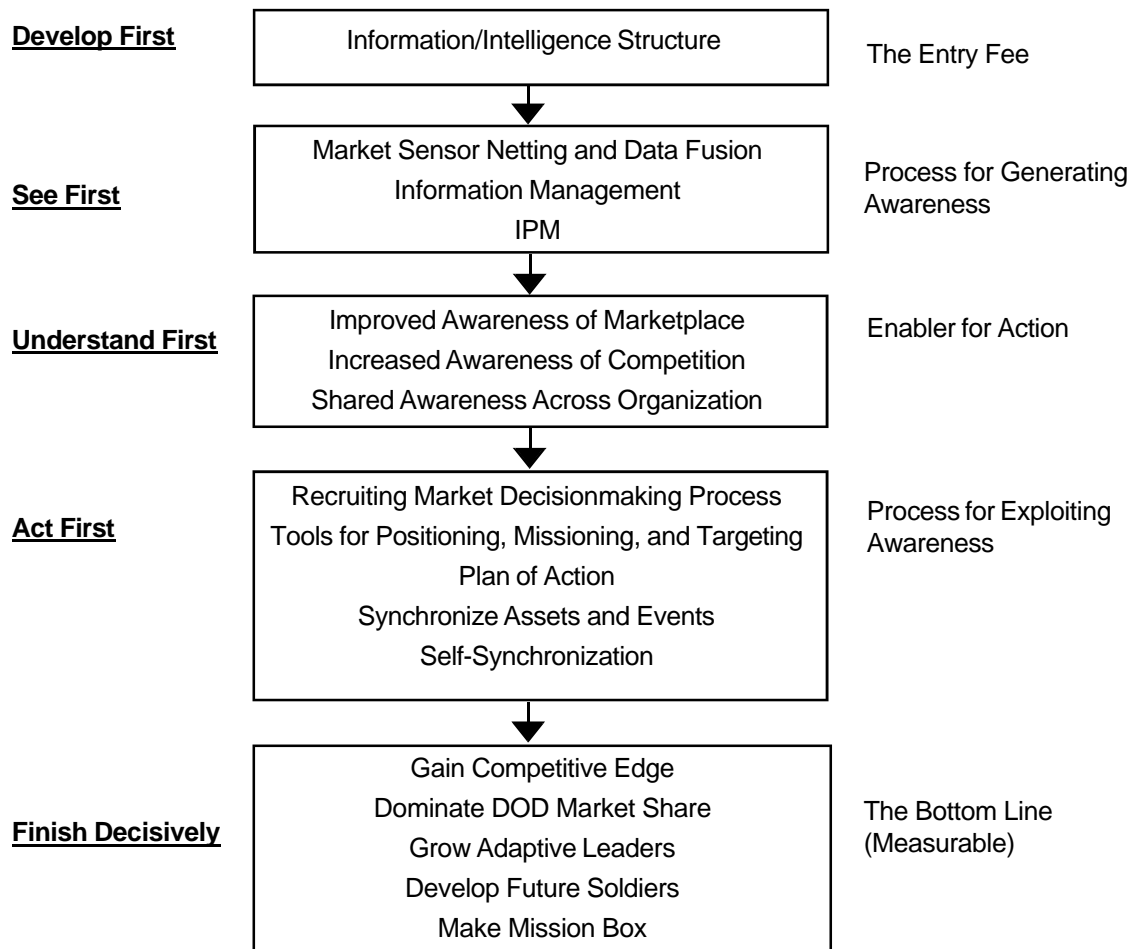 Develop First
Information/Intelligence Structure
The Entry Fee
See First
Market Sensor Netting and Data Fusion
Information Management
IPM
Process for Generating
Awareness
Understand First
Improved Awareness of Marketplace
Increased Awareness of Competition
Shared Awareness Across Organization
Enabler for Action
Act First
Recruiting Market Decisionmaking Process
Tools for Positioning, Missioning, and Targeting
Plan of Action
Synchronize Assets and Events
Self-Synchronization
Process for Exploiting
Awareness
Finish Decisively
Gain Competitive Edge
Dominate DOD Market Share
Grow Adaptive Leaders
Develop Future Soldiers
Make Mission Box
The Bottom Line
(Measurable)